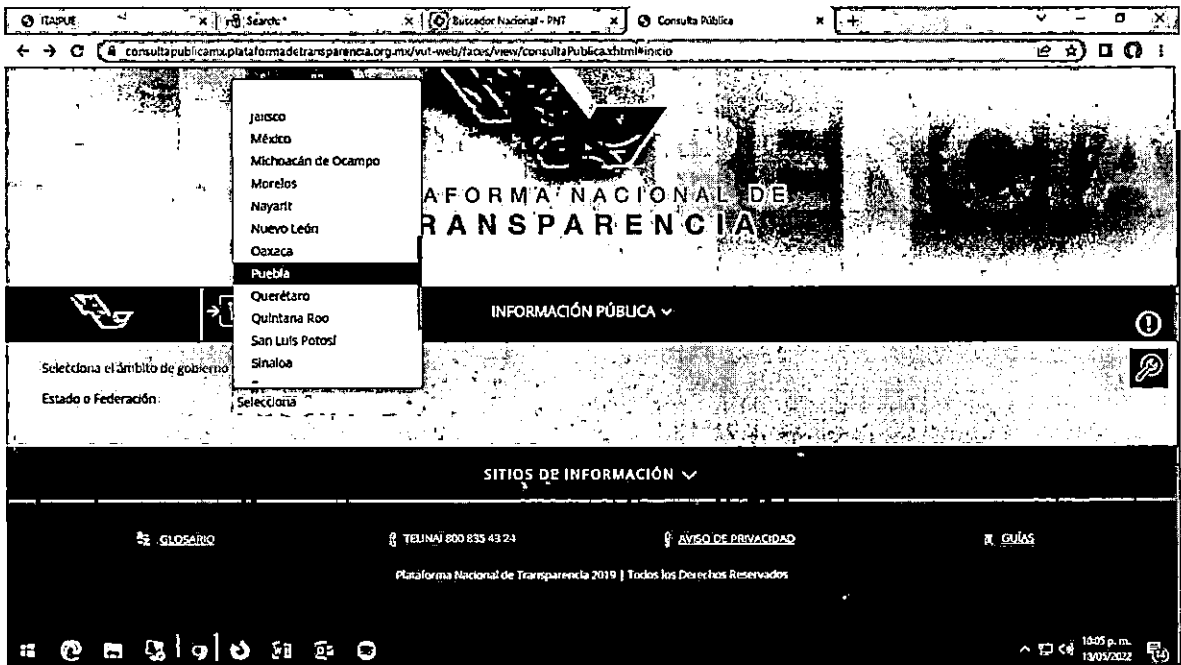 ITAIPUE
Search: *
Buscador Nacional - PNT
Consulta Pública
consultapublicamx.plataformadetransparencia.org.mx/vut-web/faces/view/consultaPublica.xhtml#inicio
Jalisco
México
Michoacán de Ocampo
Morelos
Nayarit
Nuevo León
Oaxaca
Puebla
Querétaro
Quintana Roo
San Luis Potosí
Sinaloa
AFORMA NACIONAL DE
RANSPARENCIA
INFORMACIÓN PÚBLICA
Selecciona el ámbito de gobierno
Estado o Federación
Selecciona
SITIOS DE INFORMACIÓN
GLOSARIO
TELINAI 800 835 43 24
AVISO DE PRIVACIDAD
GUÍAS
Plataforma Nacional de Transparencia 2019 | Todos los Derechos Reservados
10:05 p. m.
13/05/2022